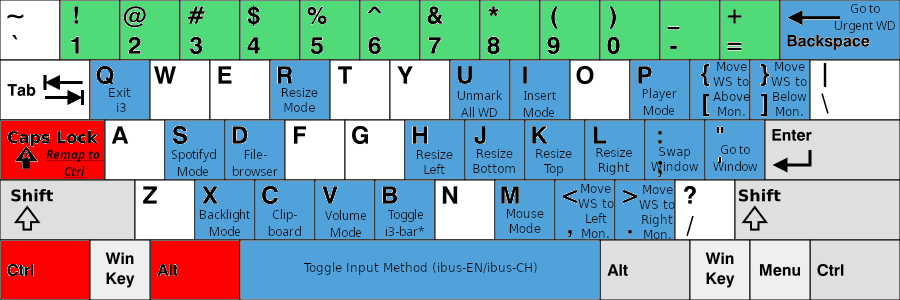 ~ ! @ # $ % ^ & * ( ) _ + Go to
` 1 2 3 4 5 6 7 8 9 0 - = Urgent WD
Backspace
Tab Q W E R T Y U I O P { Move } Move |
Exit Resize Unmark Insert Player WS to WS to
i3 Mode All WD Mode Mode [ Above ] Below \
Mon. Mon.
Caps Lock A S D F G H J K L : " Enter
Remap to Spotifyd File- Resize Resize Resize Resize ; Swap ' Go to
Ctrl Mode browser Left Bottom Top Right Window Window
Shift Z X C V B N M < Move > Move ? Shift
Backlight Clip- Volume Toggle Mouse WS to WS to
Mode board Mode i3-bar* Mode , Left . Right /
Mon. Mon.
Ctrl Win Key Alt Toggle Input Method (ibus-EN/ibus-CH) Alt Win Key Menu Ctrl